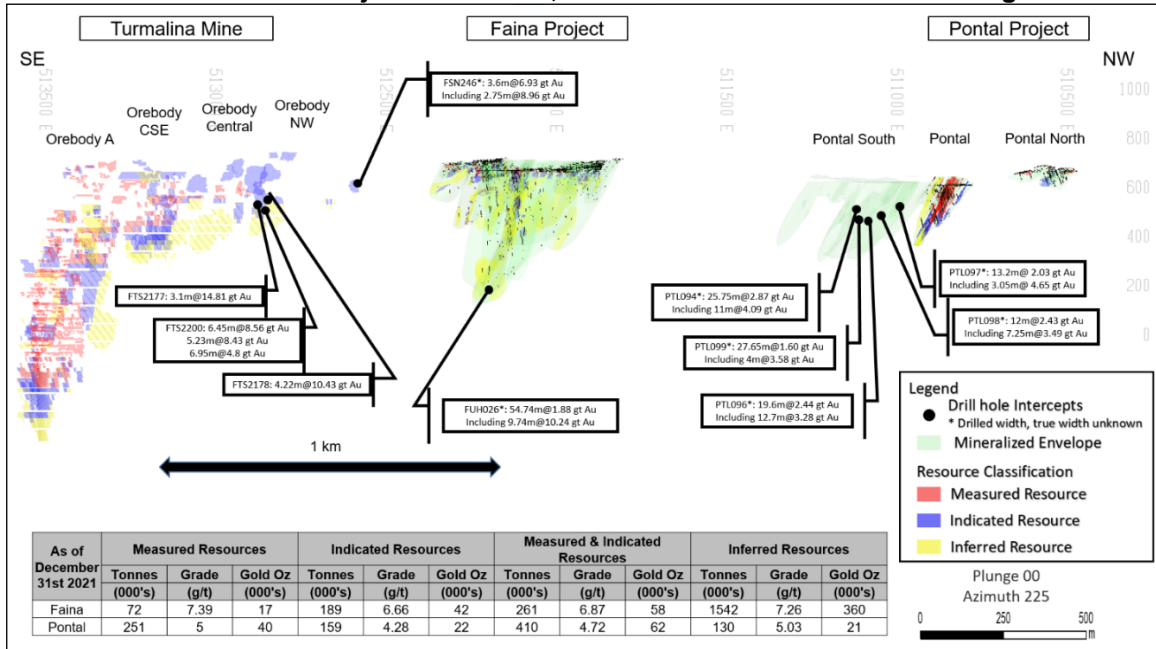 Turmalina Mine
Faina Project
Pontal Project
SE
NW
513500 E
512500 E
511500 E
511000 E
510500 E
1000
800
600
400
200
0
Orebody A
Orebody
CSE
Orebody
Central
Orebody
NW
Pontal South
Pontal
Pontal North
FSN246*: 3.6m@6.93 gt Au
Including 2.75m@8.96 gt Au
FTS2177: 3.1m@14.81 gt Au
FTS2200: 6.45m@8.56 gt Au
5.23m@8.43 gt Au
6.95m@4.8 gt Au
FTS2178: 4.22m@10.43 gt Au
FUH026*: 54.74m@1.88 gt Au
Including 9.74m@10.24 gt Au
PTL094*: 25.75m@2.87 gt Au
Including 11m@4.09 gt Au
PTL099*: 27.65m@1.60 gt Au
Including 4m@3.58 gt Au
PTL096*: 19.6m@2.44 gt Au
Including 12.7m@3.28 gt Au
PTL097*: 13.2m@ 2.03 gt Au
Including 3.05m@ 4.65 gt Au
PTL098*: 12m@2.43 gt Au
Including 7.25m@3.49 gt Au
1 km
Legend
Drill hole Intercepts
* Drilled width, true width unknown
Mineralized Envelope
Resource Classification
Measured Resource
Indicated Resource
Inferred Resource
Plunge 00
Azimuth 225
0 250 500
m
As of December 31st 2021 Measured Resources Indicated Resources Measured & Indicated Resources Inferred Resources
Tonnes Grade Gold Oz Tonnes Grade Gold Oz Tonnes Grade Gold Oz Tonnes Grade Gold Oz
(000's) (g/t) (000's) (000's) (g/t) (000's) (000's) (g/t) (000's) (000's) (g/t) (000's)
Faina 72 7.39 17 189 6.66 42 261 6.87 58 1542 7.26 360
Pontal 251 5 40 159 4.28 22 410 4.72 62 130 5.03 21